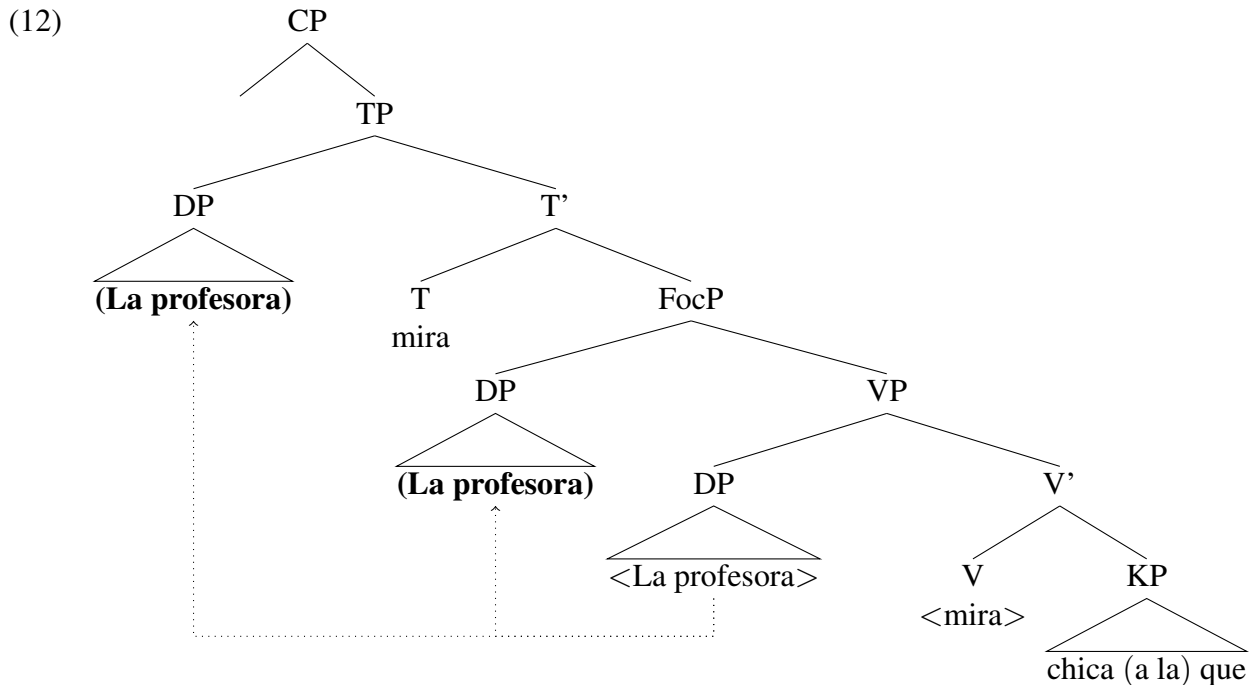 (12) CP
TP
DP T’
(La profesora) T FocP
mira
DP VP
(La profesora) DP V’
<La profesora> V KP
<mira>
chica (a la) que